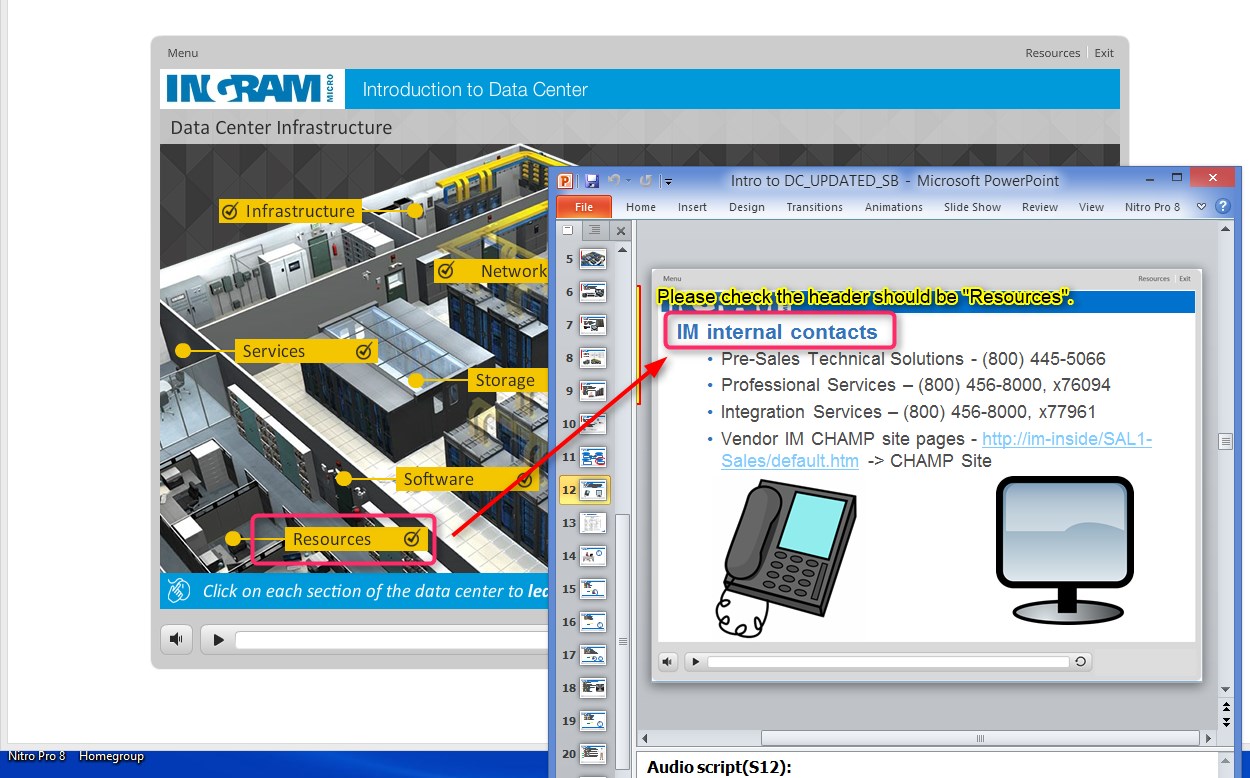 Menu
Resources
Exit
INGRAM MICRO
Introduction to Data Center
Data Center Infrastructure
Infrastructure
Network
Services
Storage
Software
Resources
Click on each section of the data center to lea
Intro to DC_UPDATED_SB - Microsoft PowerPoint
File
Home
Insert
Design
Transitions
Animations
Slide Show
Review
View
Nitro Pro 8
5
6
7
8
9
10
11
12
13
14
15
16
17
18
19
20
Menu
Resources
Exit
Please check the header should be "Resources".
IM internal contacts
• Pre-Sales Technical Solutions - (800) 445-5066
• Professional Services – (800) 456-8000, x76094
• Integration Services – (800) 456-8000, x77961
• Vendor IM CHAMP site pages - http://im-inside/SAL1-
Sales/default.htm -> CHAMP Site
Audio script(S12):
Nitro Pro 8
Homegroup